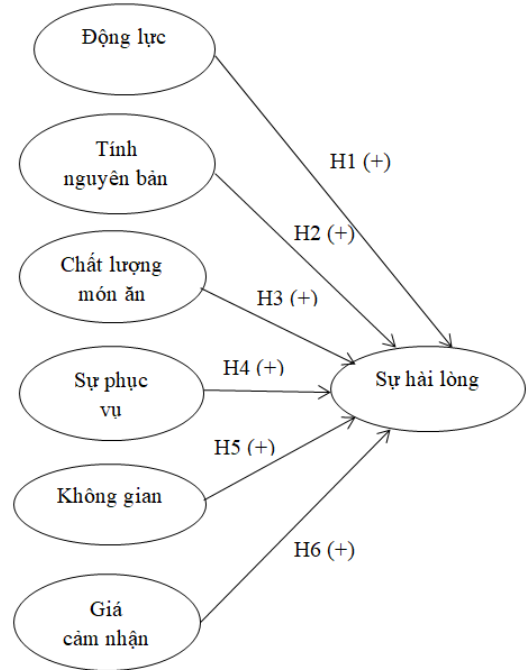 Động lực
H1 (+)
Tính
nguyên bản
H2 (+)
Chất lượng
món ăn
H3 (+)
Sự phục
vụ
H4 (+)
Sự hài lòng
H5 (+)
Không gian
H6 (+)
Giá
cảm nhận